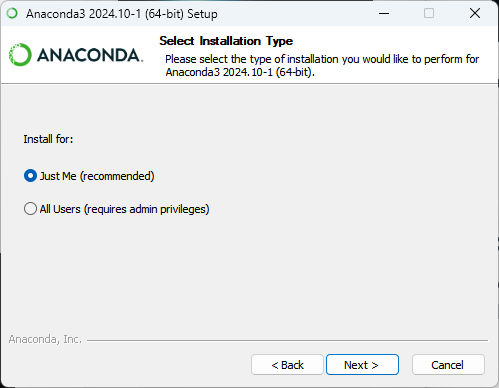 Anaconda3 2024.10-1 (64-bit) Setup
ANACONDA.
Select Installation Type
Please select the type of installation you would like to perform for
Anaconda3 2024.10-1 (64-bit).
Install for:
Just Me (recommended)
All Users (requires admin privileges)
Anaconda, Inc.
< Back
Next >
Cancel